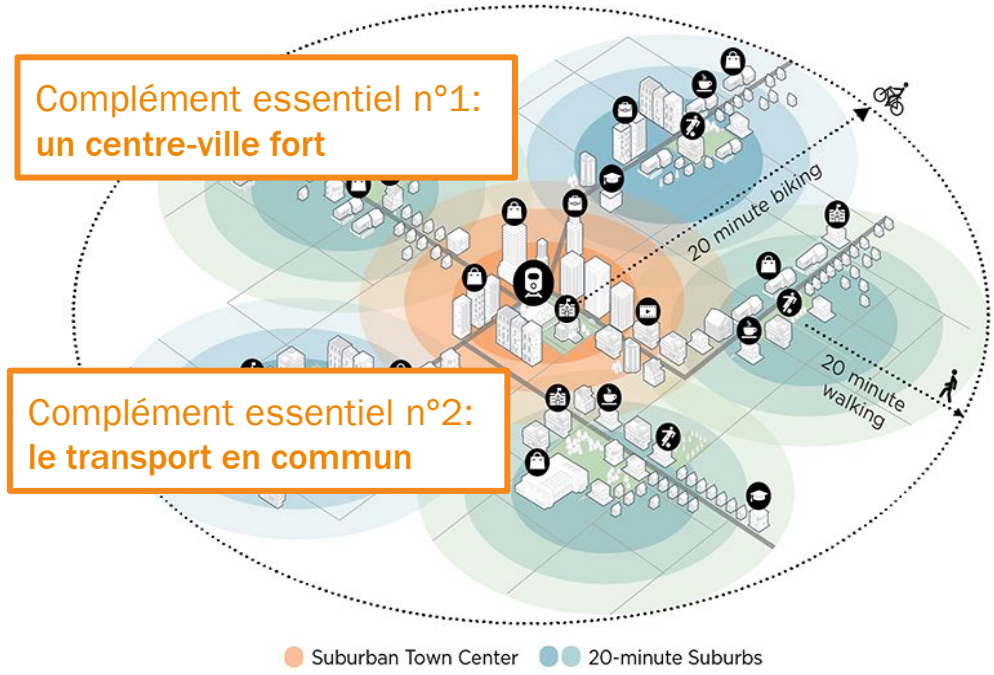 Complément essentiel n°1:
un centre-ville fort
20 minute biking
20 minute
walking
Complément essentiel n°2:
le transport en commun
Suburban Town Center
20-minute Suburbs